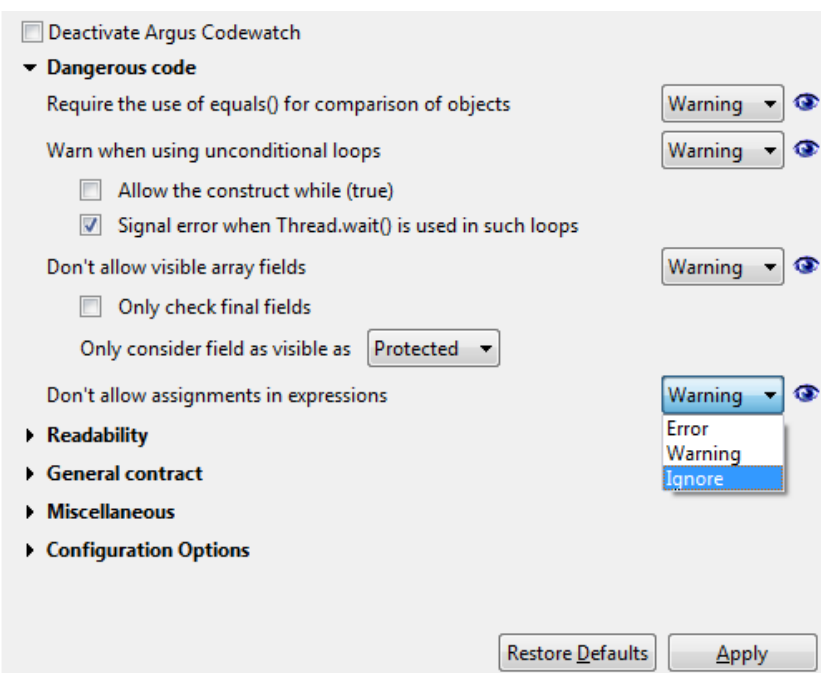 Deactivate Argus Codewatch
Dangerous code
Require the use of equals() for comparison of objects Warning
Warn when using unconditional loops Warning
Allow the construct while (true)
Signal error when Thread.wait() is used in such loops
Don't allow visible array fields Warning
Only check final fields
Only consider field as visible as Protected
Don't allow assignments in expressions Warning
Error
Readability
Warning
General contract
Ignore
Miscellaneous
Configuration Options
Restore Defaults Apply